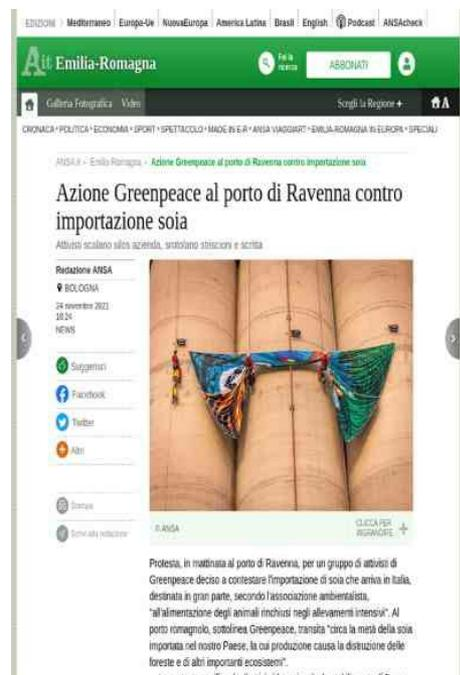 EDIZIONI Mediterraneo Europa-Ue NuovaEuropa America Latina Brasil English Podcast ANSAcheck
Ait Emilia-Romagna
Fai la ricerca
ABBONATI
Galleria Fotografica Video Scegli la Regione +
CRONACA • POLITICA • ECONOMIA • SPORT • SPETTACOLO • MADE IN E-R • ANSA VIAGGIART • EMILIA-ROMAGNA IN EUROPA • SPECIALI
ANSA.it Emilia-Romagna Azione Greenpeace al porto di Ravenna contro importazione soia
Azione Greenpeace al porto di Ravenna contro
importazione soia
Attivisti scalano silos azienda, srotolano striscioni e scritta
Redazione ANSA
BOLOGNA
24 novembre 2021
NEWS
Suggerisci
Facebook
Twitter
Altri
Stampa
Scrivi alla redazione
© ANSA
CLICCA PER
INGRANDIRE +
Protesta, in mattinata al porto di Ravenna, per un gruppo di attivisti di
Greenpeace deciso a contestare l'importazione di soia che arriva in Italia,
destinata in gran parte, secondo l'associazione ambientalista,
"all'alimentazione degli animali rinchiusi negli allevamenti intensivi". Al
porto romagnolo, sottolinea Greenpeace, transita "circa la metà della soia
importata nel nostro Paese, la cui produzione causa la distruzione delle
foreste e di altri importanti ecosistemi".